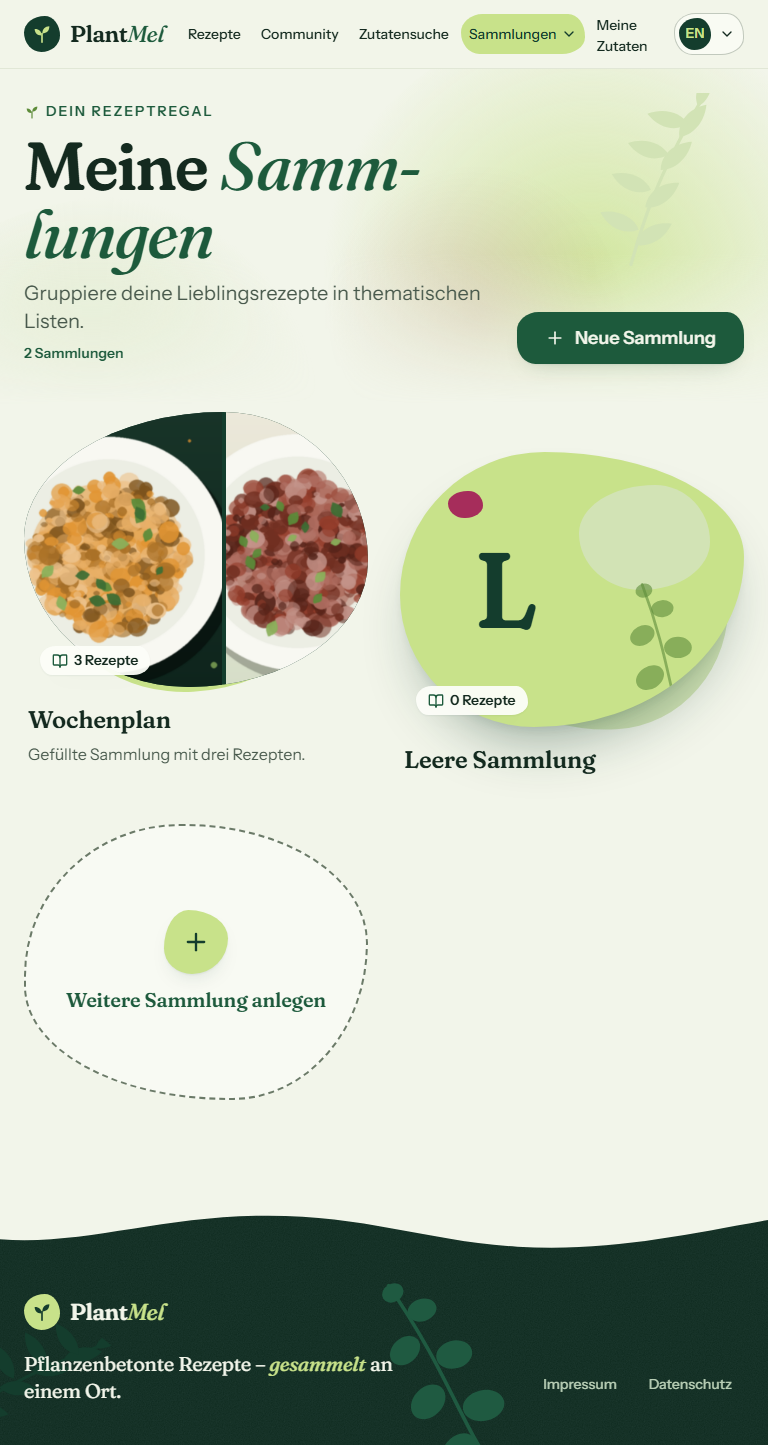 PlantMel
Rezepte
Community
Zutatensuche
Sammlungen
Meine
Zutaten
EN
DEIN REZEPTREGAL
Meine Samm-
lungen
Gruppiere deine Lieblingsrezepte in thematischen
Listen.
2 Sammlungen
Neue Sammlung
3 Rezepte
Wochenplan
Gefüllte Sammlung mit drei Rezepten.
L
0 Rezepte
Leere Sammlung
Weitere Sammlung anlegen
PlantMel
Pflanzenbetonte Rezepte – gesammelt an
einem Ort.
Impressum
Datenschutz